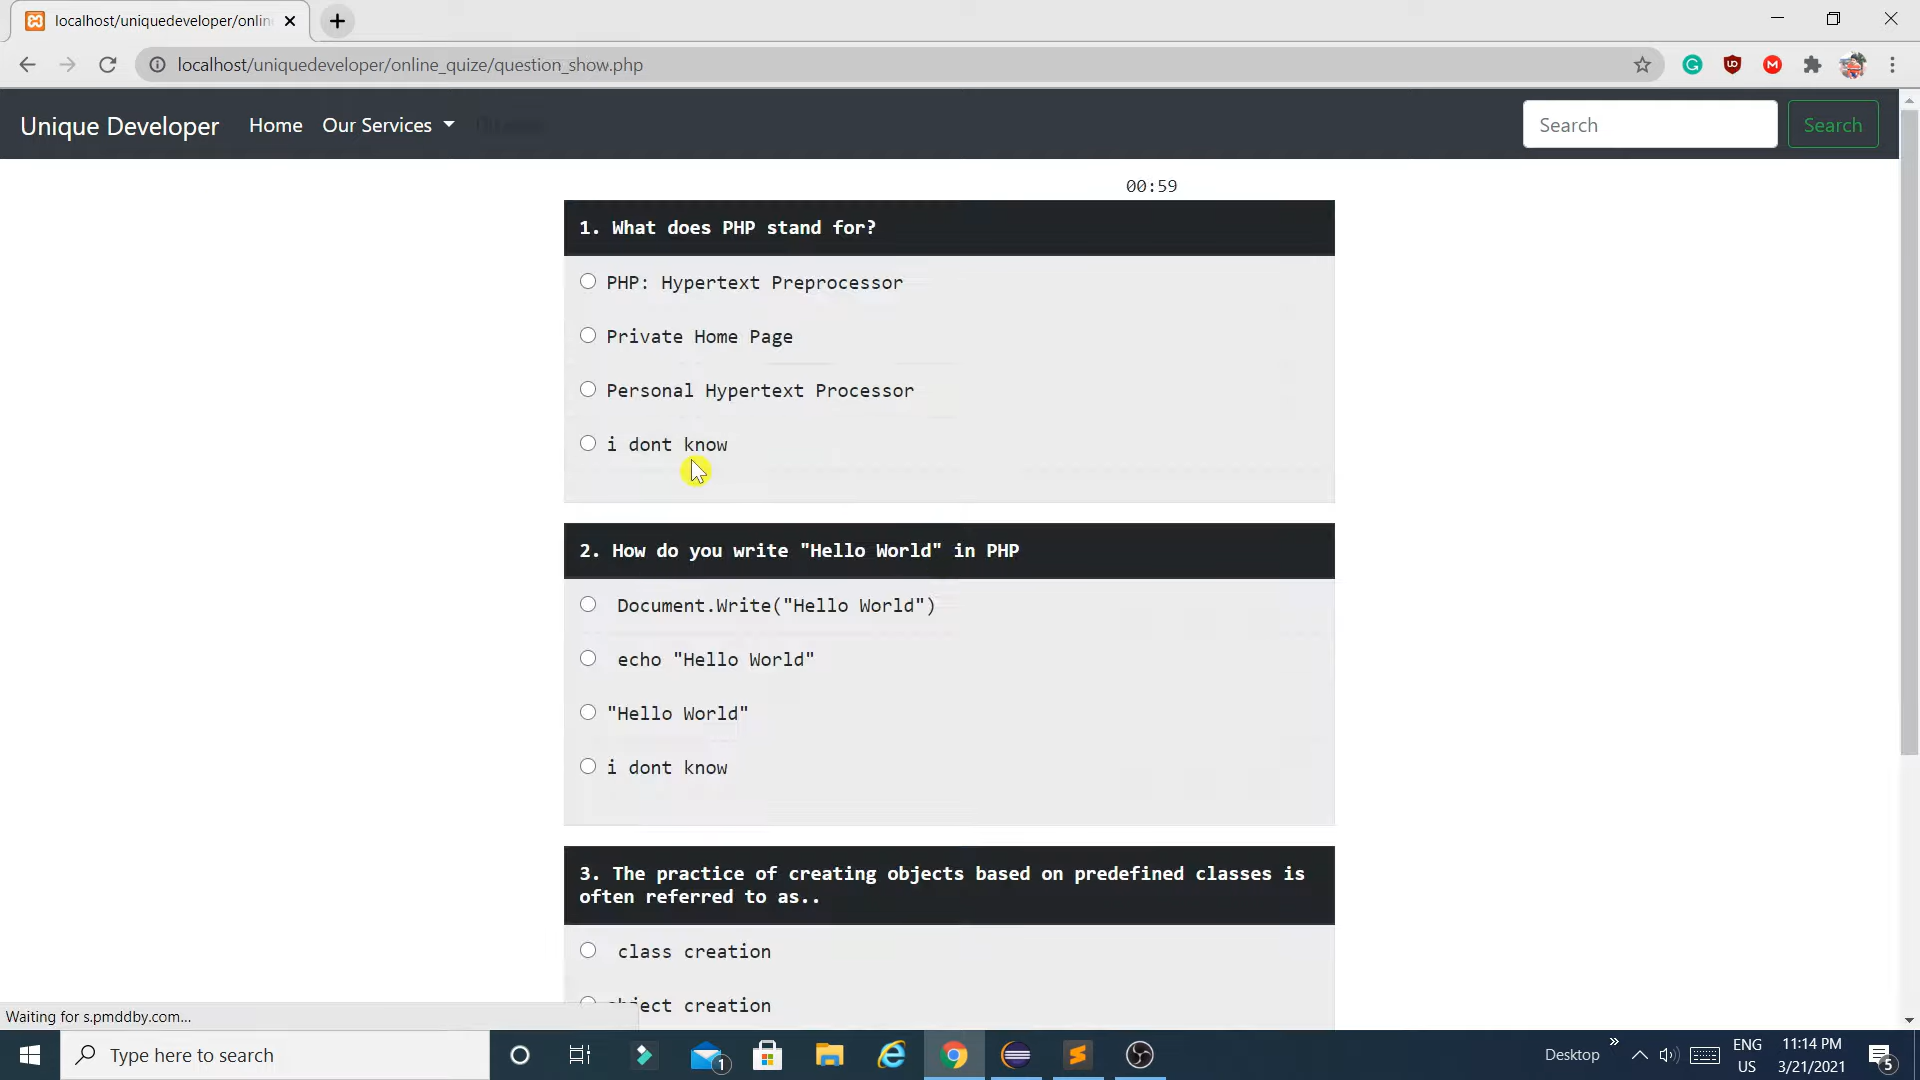 localhost/uniquedeveloper/onlin
localhost/uniquedeveloper/online_quize/question_show.php
Unique Developer Home Our Services Search Search
00:59
1. What does PHP stand for?
PHP: Hypertext Preprocessor
Private Home Page
Personal Hypertext Processor
i dont know
2. How do you write "Hello World" in PHP
Document.Write("Hello World")
echo "Hello World"
"Hello World"
i dont know
3. The practice of creating objects based on predefined classes is
often referred to as..
class creation
object creation
Waiting for s.pmddby.com...
Type here to search
1
Desktop
ENG
US
11:14 PM
3/21/2021
5